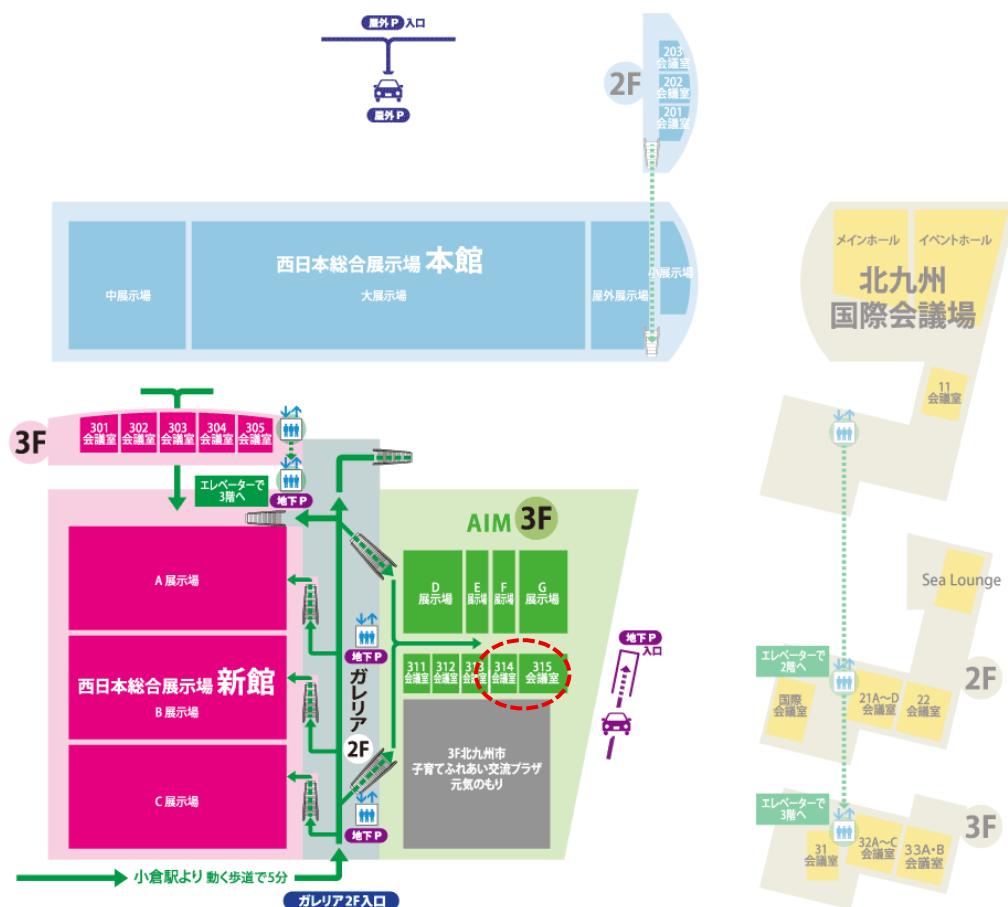 屋外P 入口
屋外P
2F
203
会議室
202
会議室
201
会議室
西日本総合展示場 本館
中展示場
大展示場
屋外展示場
小展示場
メインホール
イベントホール
北九州
国際会議場
11
会議室
3F
301
会議室
302
会議室
303
会議室
304
会議室
305
会議室
エレベーターで
3階へ
地下P
A 展示場
西日本総合展示場 新館
B 展示場
C 展示場
地下P
ガレリア
2F
地下P
AIM 3F
D
展示場
E
展示場
F
展示場
G
展示場
311
会議室
312
会議室
313
会議室
314
会議室
315
会議室
3F北九州市
子育てふれあい交流プラザ
元気のもり
地下P
入口
Sea Lounge
エレベーターで
2階へ
国際
会議室
21A〜D
会議室
22
会議室
2F
エレベーターで
3階へ
31
会議室
32A〜C
会議室
33A・B
会議室
3F
小倉駅より 動く歩道で5分
ガレリア2F入口